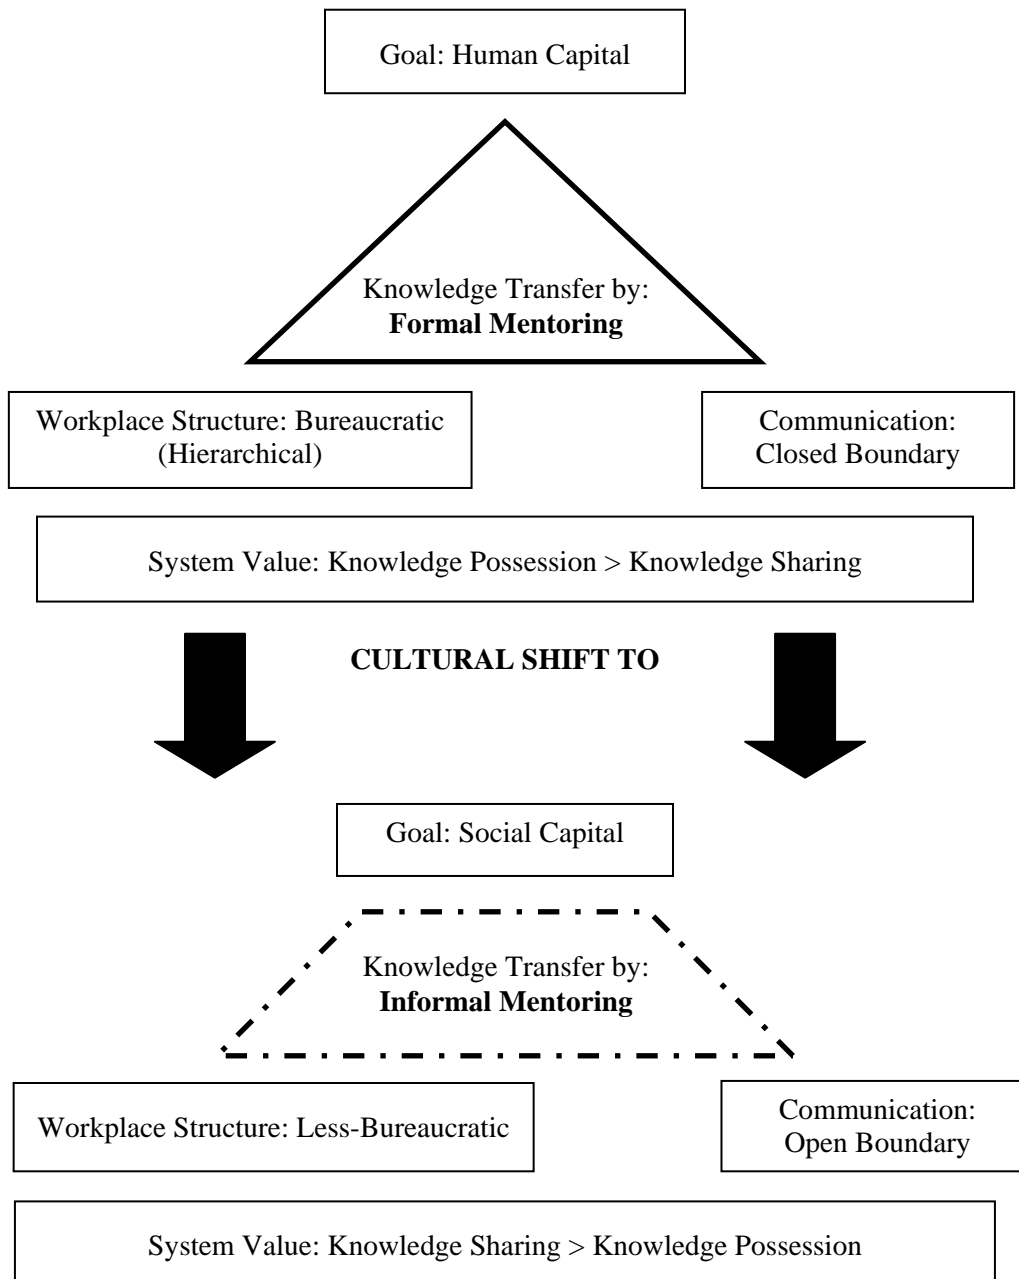 Goal: Human Capital
Knowledge Transfer by:
Formal Mentoring
Workplace Structure: Bureaucratic
(Hierarchical)
Communication:
Closed Boundary
System Value: Knowledge Possession > Knowledge Sharing
CULTURAL SHIFT TO
Goal: Social Capital
Knowledge Transfer by:
Informal Mentoring
Workplace Structure: Less-Bureaucratic
Communication:
Open Boundary
System Value: Knowledge Sharing > Knowledge Possession